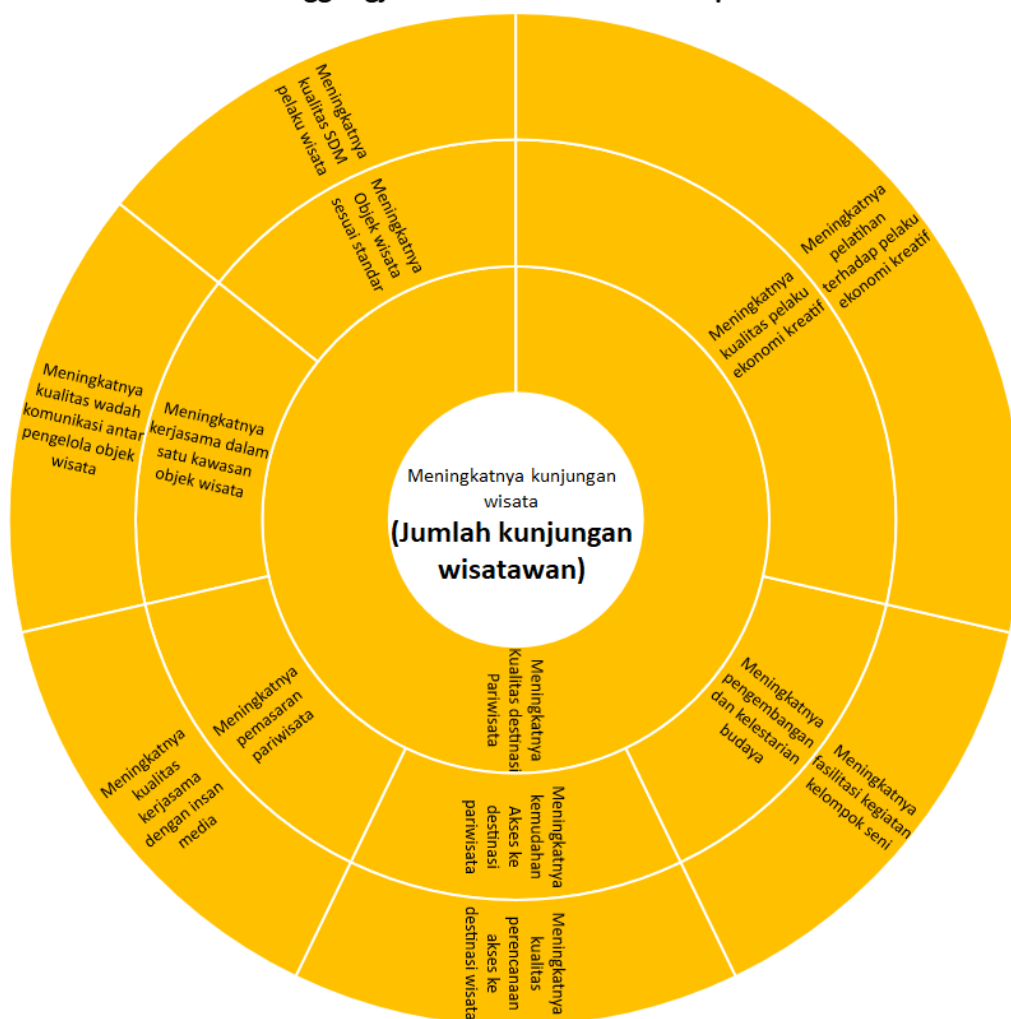 Meningkatnya kunjungan
wisata
(Jumlah kunjungan
wisatawan)
Meningkatnya
Kualitas destinasi
Pariwisata
Meningkatnya
kualitas pelaku
ekonomi kreatif
Meningkatnya
pelatihan
terhadap pelaku
ekonomi kreatif
Meningkatnya
pengembangan
dan kelestarian
budaya
Meningkatnya
fasilitasi kegiatan
kelompok seni
Meningkatnya
kemudahan
Akses ke
destinasi
pariwisata
Meningkatnya
kualitas
perencanaan
akses ke
destinasi wisata
Meningkatnya
pemasaran
pariwisata
Meningkatnya
kualitas
kerjasama
dengan insan
media
Meningkatnya
kerjasama dalam
satu kawasan
objek wisata
Meningkatnya
kualitas wadah
komunikasi antar
pengelola objek
wisata
Meningkatnya
Objek wisata
sesuai standar
Meningkatnya
kualitas SDM
pelaku wisata